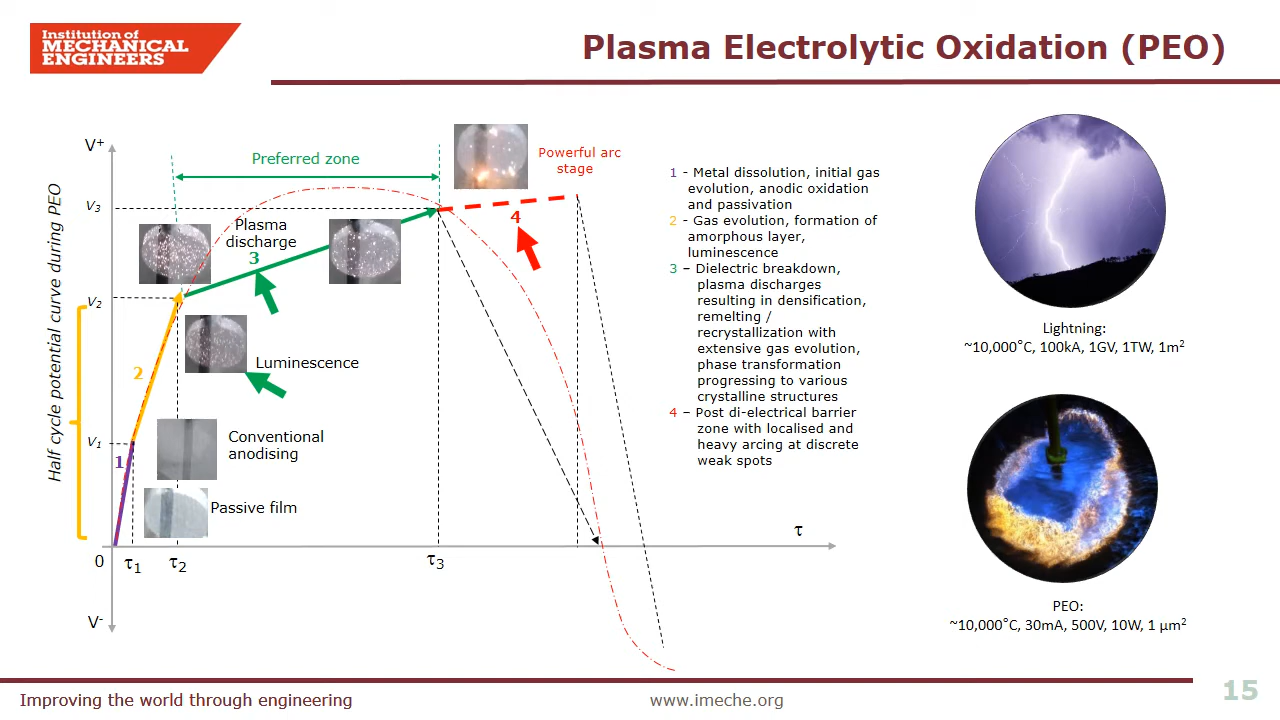 Institution of
MECHANICAL
ENGINEERS
Plasma Electrolytic Oxidation (PEO)
Half cycle potential curve during PEO
V+
V3
V2
V1
0
V-
τ1
τ2
τ3
τ
Preferred zone
Powerful arc
stage
Plasma
discharge
3
4
2
1
Luminescence
Conventional
anodising
Passive film
1 - Metal dissolution, initial gas
evolution, anodic oxidation
and passivation
2 - Gas evolution, formation of
amorphous layer,
luminescence
3 – Dielectric breakdown,
plasma discharges
resulting in densification,
remelting /
recrystallization with
extensive gas evolution,
phase transformation
progressing to various
crystalline structures
4 – Post di-electrical barrier
zone with localised and
heavy arcing at discrete
weak spots
Lightning:
~10,000°C, 100kA, 1GV, 1TW, 1m²
PEO:
~10,000°C, 30mA, 500V, 10W, 1 µm²
Improving the world through engineering
www.imeche.org
15